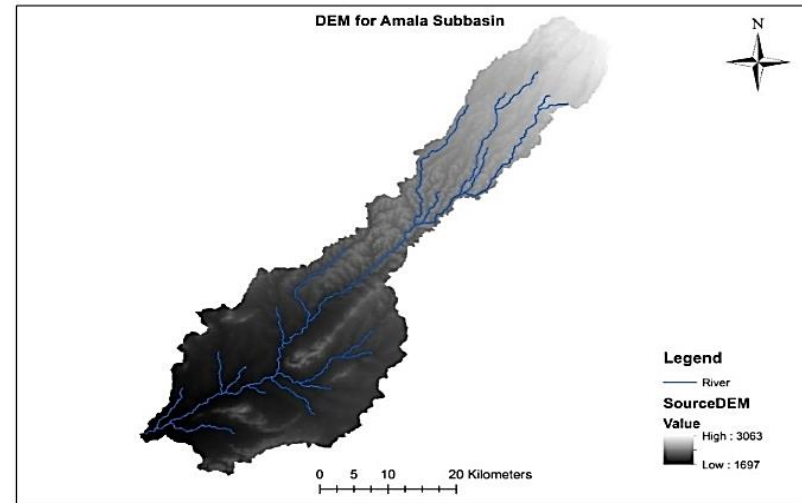 DEM for Amala Subbasin
N
Legend
River
SourceDEM
Value
High : 3063
Low : 1697
0 5 10 20 Kilometers